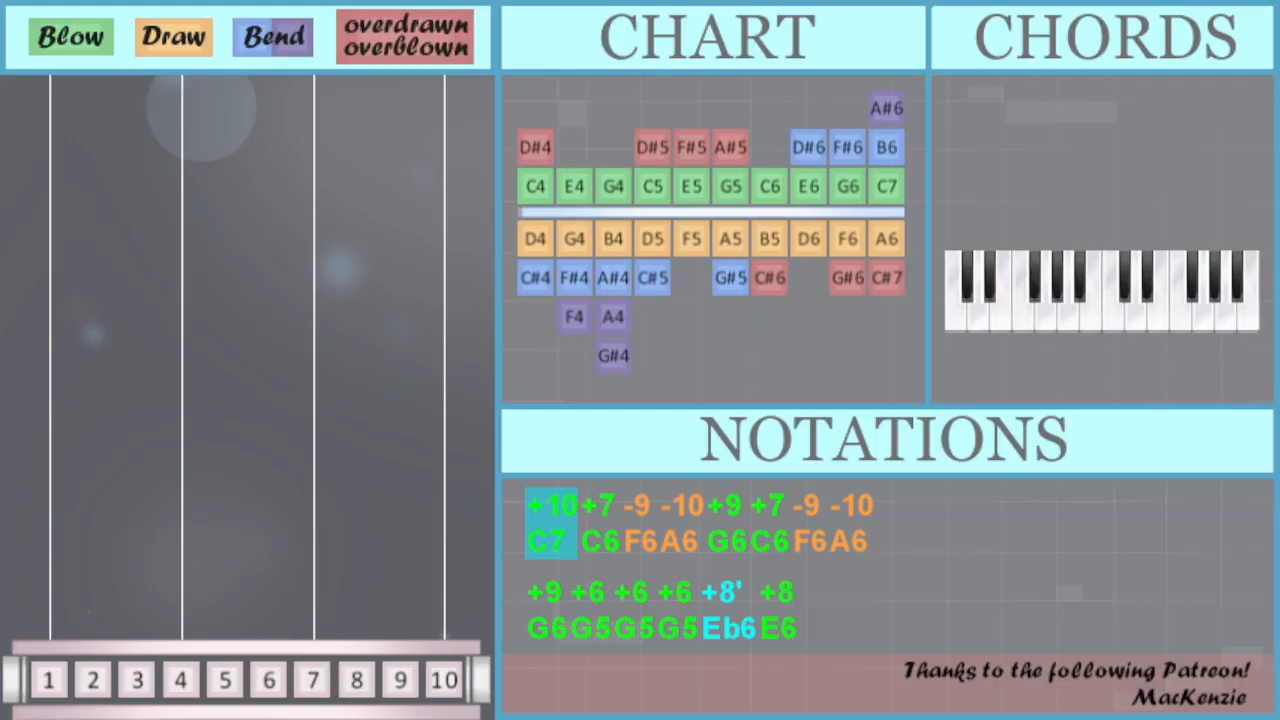 Blow Draw Bend overdrawn
overblown
CHART
CHORDS
A#6
D#4 D#5 F#5 A#5 D#6 F#6 B6
C4 E4 G4 C5 E5 G5 C6 E6 G6 C7
D4 G4 B4 D5 F5 A5 B5 D6 F6 A6
C#4 F#4 A#4 C#5 G#5 C#6 G#6 C#7
F4 A4
G#4
NOTATIONS
+10 +7 -9 -10 +9 +7 -9 -10
C7 C6 F6 A6 G6 C6 F6 A6
+9 +6 +6 +6 +8' +8
G6 G5 G5 G5 Eb6 E6
Thanks to the following Patreon!
MacKenzie
1 2 3 4 5 6 7 8 9 10